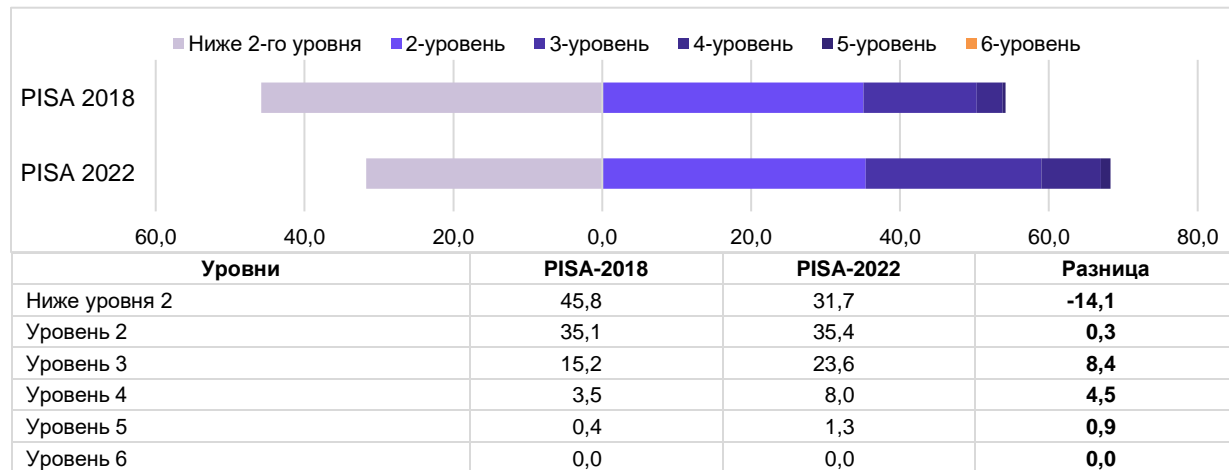 Ниже 2-го уровня 2-уровень 3-уровень 4-уровень 5-уровень 6-уровень
PISA 2018
PISA 2022
60,0 40,0 20,0 0,0 20,0 40,0 60,0 80,0
Уровни PISA-2018 PISA-2022 Разница
Ниже уровня 2 45,8 31,7 -14,1
Уровень 2 35,1 35,4 0,3
Уровень 3 15,2 23,6 8,4
Уровень 4 3,5 8,0 4,5
Уровень 5 0,4 1,3 0,9
Уровень 6 0,0 0,0 0,0